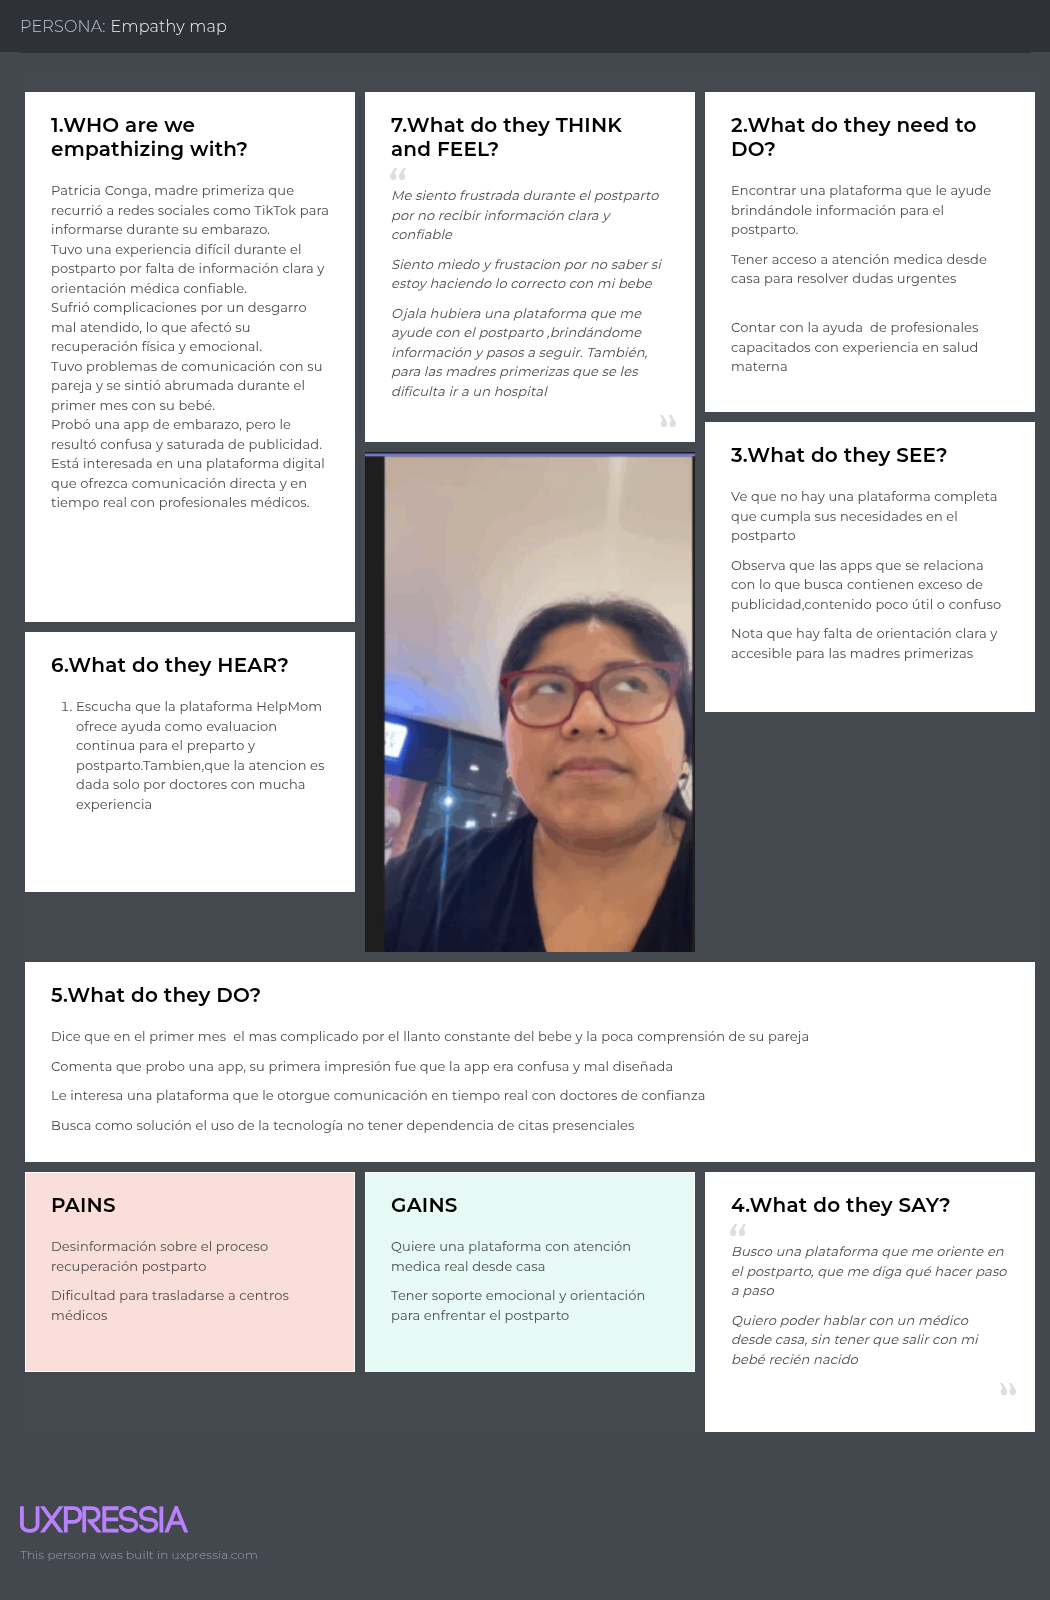 PERSONA: Empathy map
1.WHO are we
empathizing with?
Patricia Conga, madre primeriza que
recurrió a redes sociales como TikTok para
informarse durante su embarazo.
Tuvo una experiencia difícil durante el
postparto por falta de información clara y
orientación médica confiable.
Sufrió complicaciones por un desgarro
mal atendido, lo que afectó su
recuperación física y emocional.
Tuvo problemas de comunicación con su
pareja y se sintió abrumada durante el
primer mes con su bebé.
Probó una app de embarazo, pero le
resultó confusa y saturada de publicidad.
Está interesada en una plataforma digital
que ofrezca comunicación directa y en
tiempo real con profesionales médicos.
7.What do they THINK
and FEEL?
“
Me siento frustrada durante el postparto
por no recibir información clara y
confiable
Siento miedo y frustacion por no saber si
estoy haciendo lo correcto con mi bebe
Ojala hubiera una plataforma que me
ayude con el postparto ,brindándome
información y pasos a seguir. También,
para las madres primerizas que se les
dificulta ir a un hospital
”
2.What do they need to
DO?
Encontrar una plataforma que le ayude
brindándole información para el
postparto.
Tener acceso a atención medica desde
casa para resolver dudas urgentes
Contar con la ayuda  de profesionales
capacitados con experiencia en salud
materna
3.What do they SEE?
Ve que no hay una plataforma completa
que cumpla sus necesidades en el
postparto
Observa que las apps que se relaciona
con lo que busca contienen exceso de
publicidad,contenido poco útil o confuso
Nota que hay falta de orientación clara y
accesible para las madres primerizas
6.What do they HEAR?
1. Escucha que la plataforma HelpMom
ofrece ayuda como evaluacion
continua para el preparto y
postparto.Tambien,que la atencion es
dada solo por doctores con mucha
experiencia
5.What do they DO?
Dice que en el primer mes  el mas complicado por el llanto constante del bebe y la poca comprensión de su pareja
Comenta que probo una app, su primera impresión fue que la app era confusa y mal diseñada
Le interesa una plataforma que le otorgue comunicación en tiempo real con doctores de confianza
Busca como solución el uso de la tecnología no tener dependencia de citas presenciales
PAINS
Desinformación sobre el proceso
recuperación postparto
Dificultad para trasladarse a centros
médicos
GAINS
Quiere una plataforma con atención
medica real desde casa
Tener soporte emocional y orientación
para enfrentar el postparto
4.What do they SAY?
“
Busco una plataforma que me oriente en
el postparto, que me diga qué hacer paso
a paso
Quiero poder hablar con un médico
desde casa, sin tener que salir con mi
bebé recién nacido
”
UXPRESSIA
This persona was built in uxpressia.com